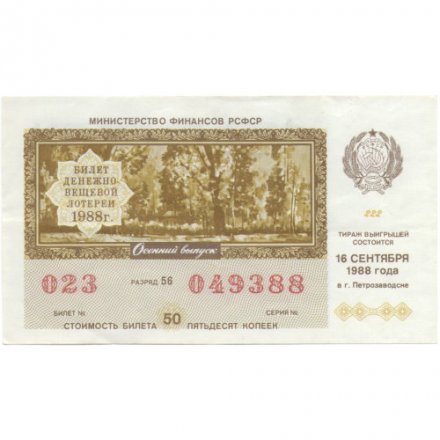 МИНИСТЕРСТВО ФИНАНСОВ РСФСР
БИЛЕТ
ДЕНЕЖНО-
ВЕЩЕВОЙ
ЛОТЕРЕИ
1988г.
Осенний выпуск
023 РАЗРЯД 56 049388
БИЛЕТ № СЕРИЯ №
СТОИМОСТЬ БИЛЕТА 50 ПЯТЬДЕСЯТ КОПЕЕК
222
ТИРАЖ ВЫИГРЫШЕЙ
СОСТОИТСЯ
16 СЕНТЯБРЯ
1988 года
в г. Петрозаводске